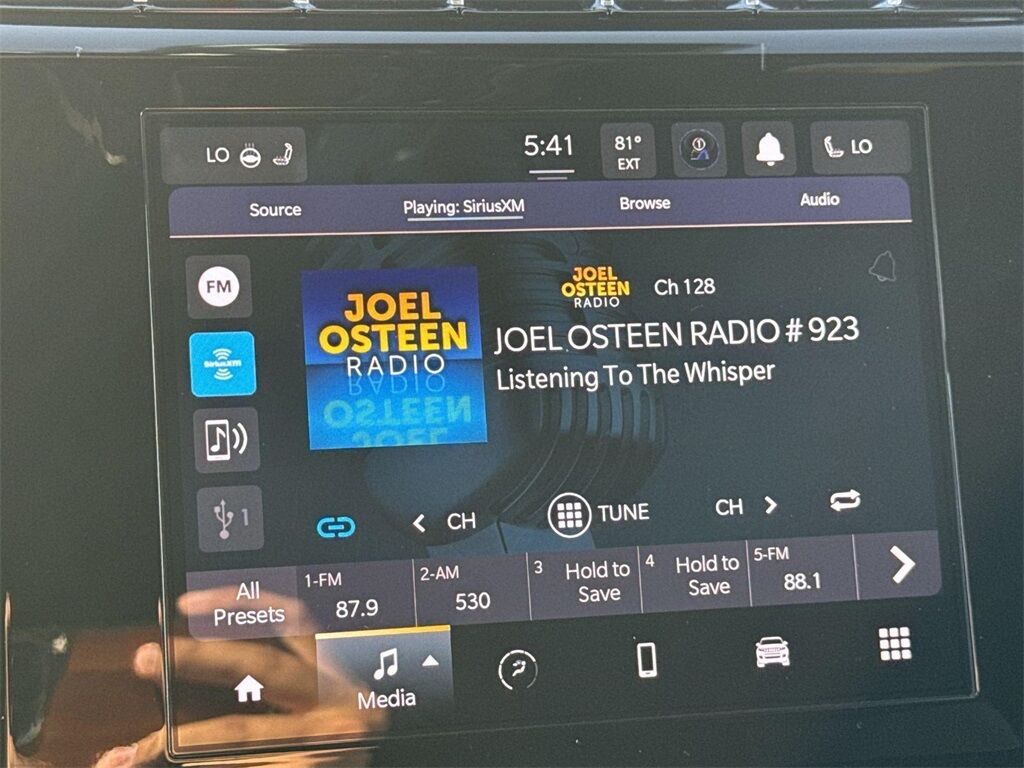 LO
5:41
81°
EXT
1
LO
Source
Playing: SiriusXM
Browse
Audio
FM
SiriusXM
1
JOEL
OSTEEN
RADIO
JOEL
OSTEEN
RADIO
Ch 128
JOEL OSTEEN RADIO # 923
Listening To The Whisper
CH
TUNE
CH
All
Presets
1-FM
87.9
2-AM
530
3
Hold to
Save
4
Hold to
Save
5-FM
88.1
Media